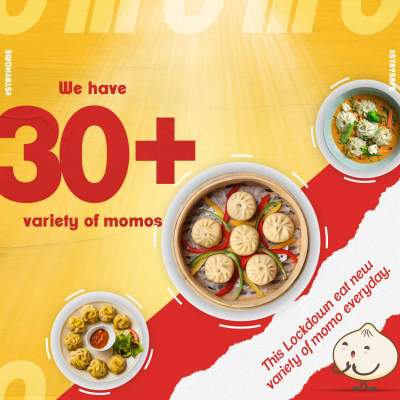 #STAYHOME
#STAYSAFE
We have
30+
variety of momos
This Lockdown eat new
variety of momo everyday.